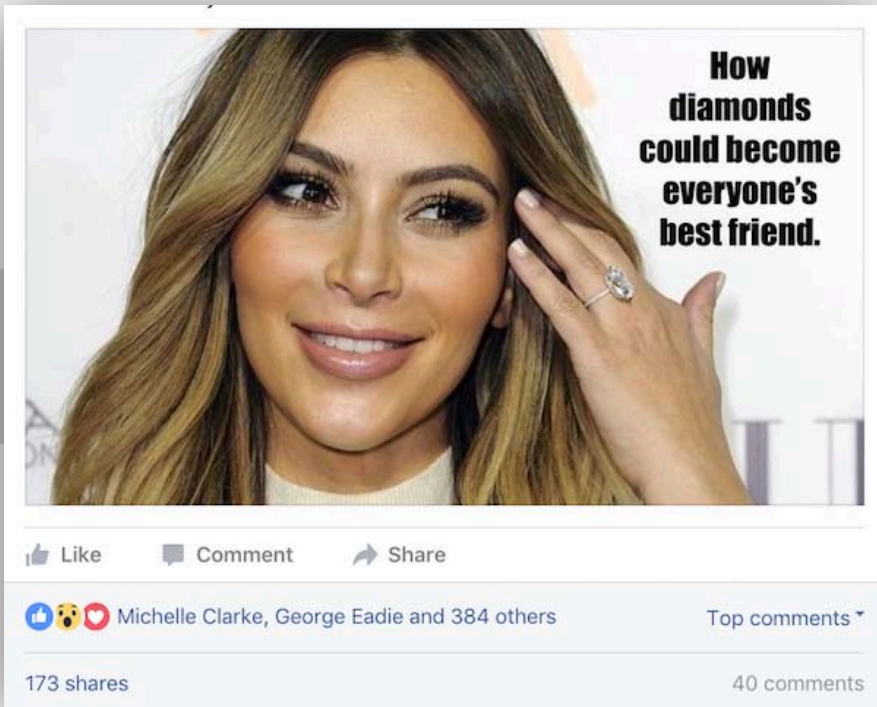 How
diamonds
could become
everyone's
best friend.
Like Comment Share
Michelle Clarke, George Eadie and 384 others Top comments
173 shares 40 comments